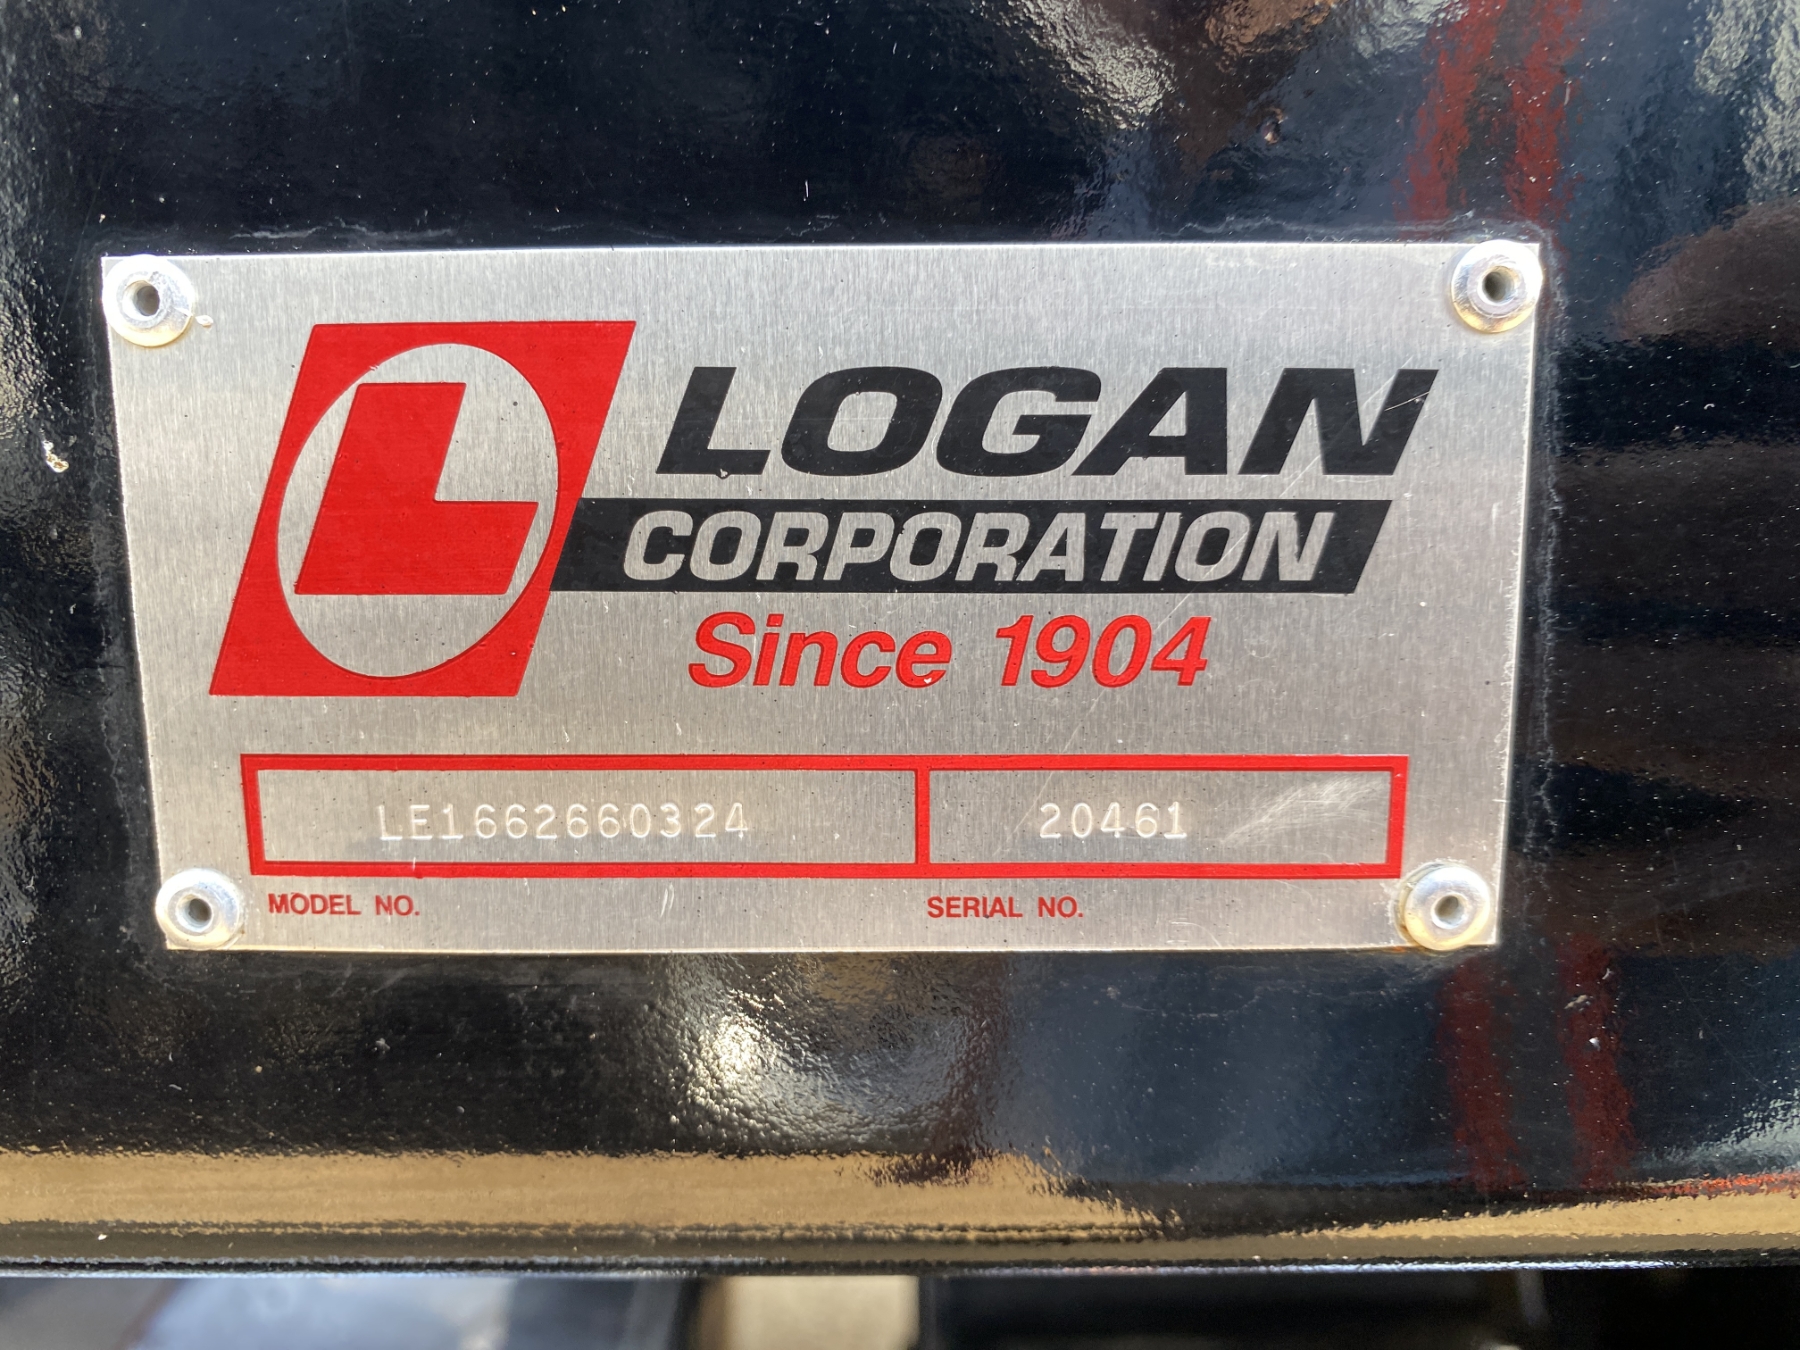 L
LOGAN
CORPORATION
Since 1904
LE1662660324 20461
MODEL NO. SERIAL NO.